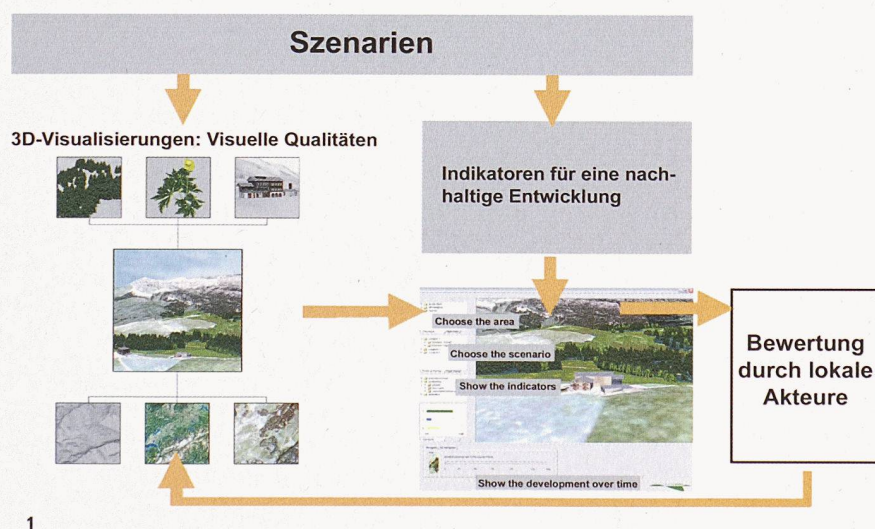 Szenarien
3D-Visualisierungen: Visuelle Qualitäten
Indikatoren für eine nach-
haltige Entwicklung
Choose the area
Choose the scenario
Show the indicators
Show the development over time
Bewertung
durch lokale
Akteure
1